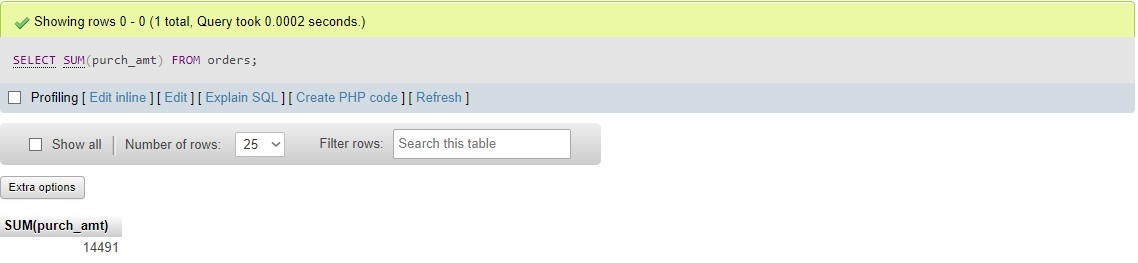 Showing rows 0 - 0 (1 total, Query took 0.0002 seconds.)
SELECT SUM(purch_amt) FROM orders;
Profiling [ Edit inline ] [ Edit ] [ Explain SQL ] [ Create PHP code ] [ Refresh ]
Show all Number of rows: 25 Filter rows: Search this table
Extra options
SUM(purch_amt)
14491